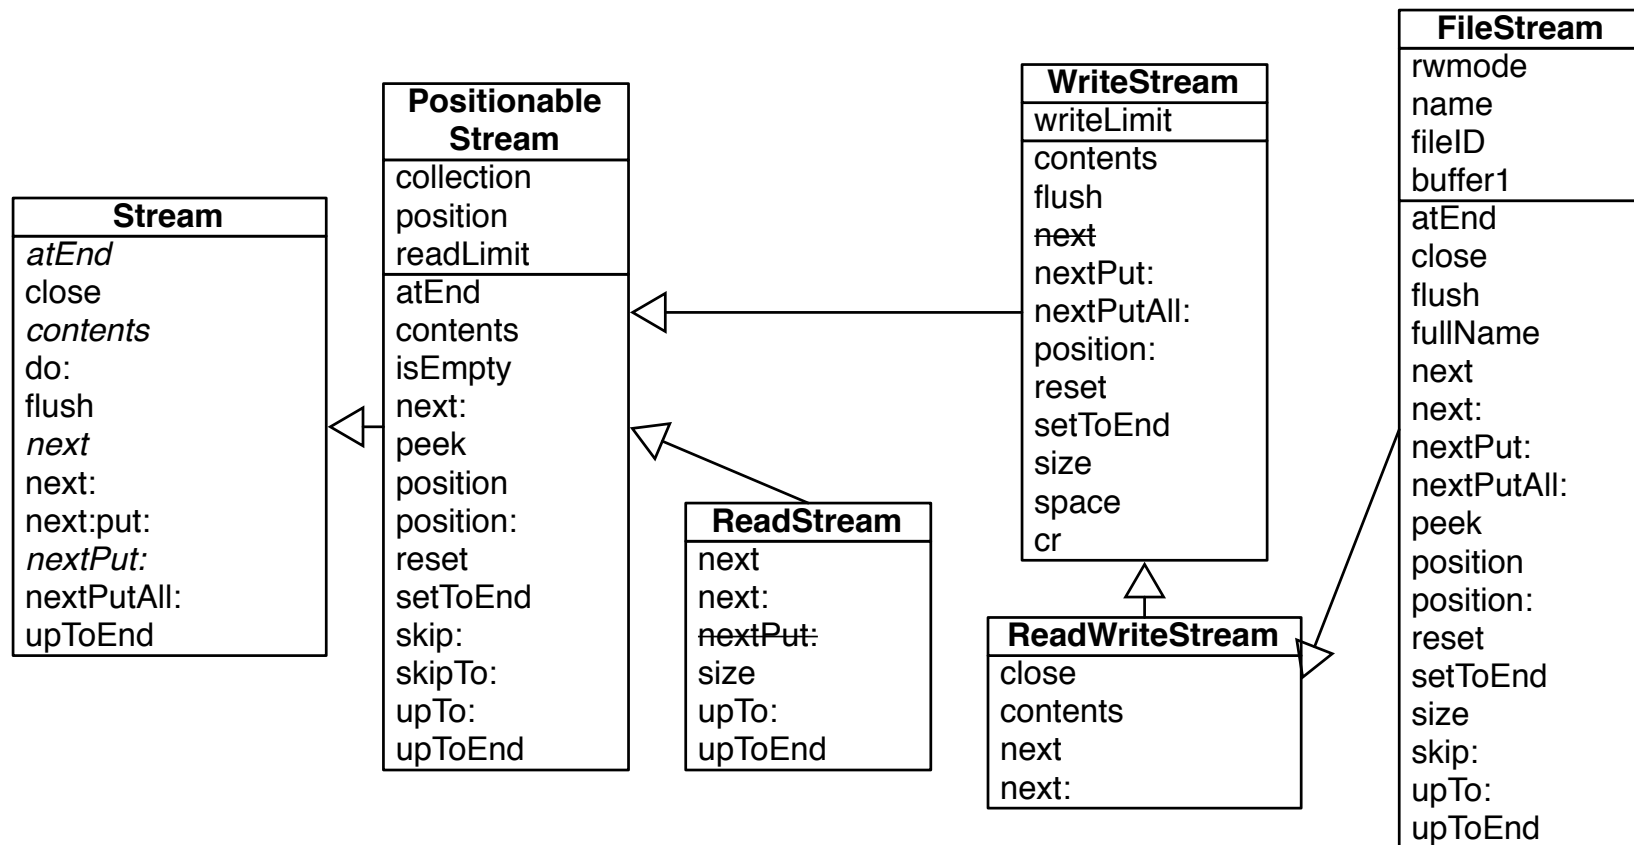 Stream
atEnd
close
contents
do:
flush
next
next:
next:put:
nextPut:
nextPutAll:
upToEnd
Positionable
Stream
collection
position
readLimit
atEnd
contents
isEmpty
next:
peek
position
position:
reset
setToEnd
skip:
skipTo:
upTo:
upToEnd
ReadStream
next
next:
nextPut:
size
upTo:
upToEnd
WriteStream
writeLimit
contents
flush
next
nextPut:
nextPutAll:
position:
reset
setToEnd
size
space
cr
ReadWriteStream
close
contents
next
next:
FileStream
rwmode
name
fileID
buffer1
atEnd
close
flush
fullName
next
next:
nextPut:
nextPutAll:
peek
position
position:
reset
setToEnd
size
skip:
upTo:
upToEnd